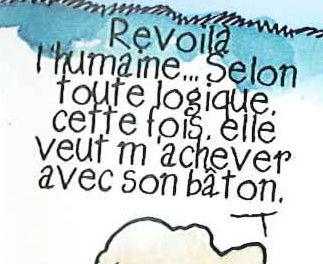 Revoilà
l'humaine... Selon
toute logique,
cette fois, elle
veut m'achever
avec son bâton.